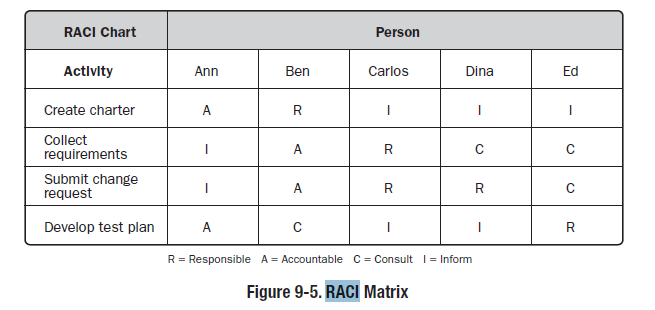 RACI Chart Person
Activity Ann Ben Carlos Dina Ed
Create charter A R I I I
Collect
requirements I A R C C
Submit change
request I A R R C
Develop test plan A C I I R
R = Responsible A = Accountable C = Consult I = Inform
Figure 9-5. RACI Matrix